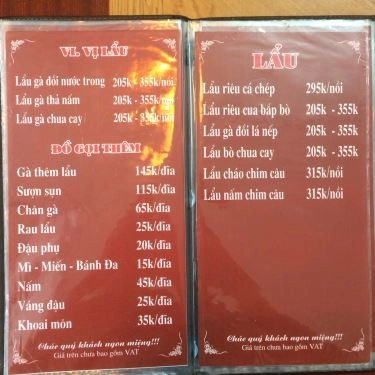 VI. VỊ LẨU
Lẩu gà đồi nước trong 205k - 355k/nồi
Lẩu gà thả nấm 205k - 355k/nồi
Lẩu gà chua cay 205k - 355k/nồi
ĐỒ GỌI THÊM
Gà thêm lẩu 145k/đĩa
Sườn sụn 115k/đĩa
Chân gà 65k/đĩa
Rau lẩu 25k/đĩa
Đậu phụ 20k/đĩa
Mì - Miến - Bánh Đa 15k/đĩa
Nấm 45k/đĩa
Váng đậu 25k/đĩa
Khoai môn 35k/đĩa
Chúc quý khách ngon miệng!!!
Giá trên chưa bao gồm VAT
LẨU
Lẩu riêu cá chép 295k/nồi
Lẩu riêu cua bắp bò 205k - 355k
Lẩu gà đồi lá nếp 205k - 355k
Lẩu bò chua cay 205k - 355k
Lẩu cháo chim câu 315k/nồi
Lẩu nấm chim câu 315k/nồi
Chúc quý khách ngon miệng!!!
Giá trên chưa bao gồm VAT